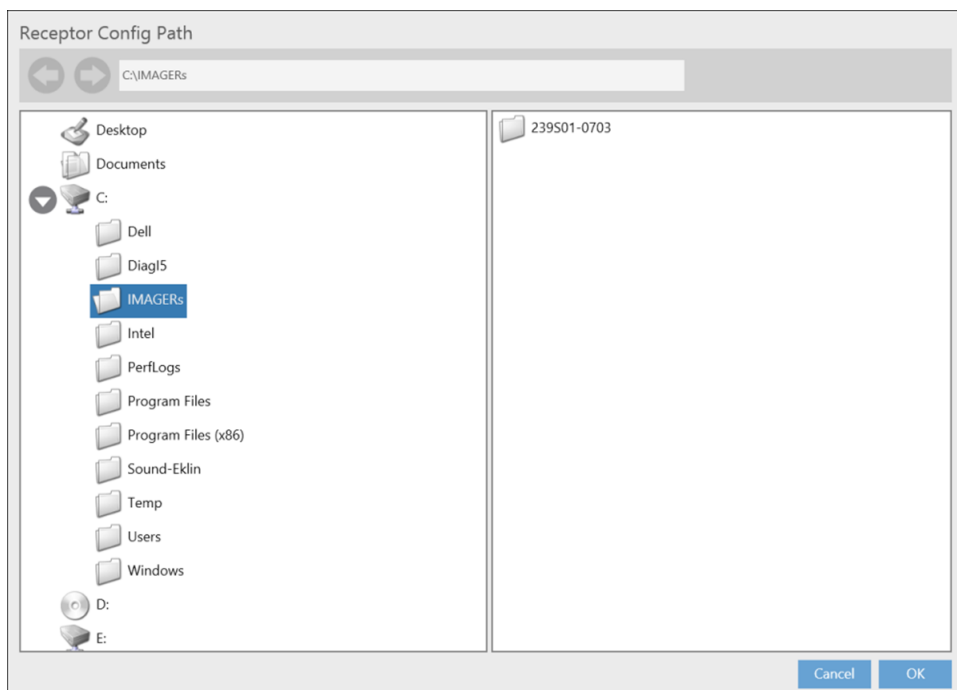 Receptor Config Path
C:\IMAGERs
Desktop
Documents
C:
Dell
DiagI5
IMAGERs
Intel
PerfLogs
Program Files
Program Files (x86)
Sound-Eklin
Temp
Users
Windows
D:
E:
239S01-0703
Cancel
OK